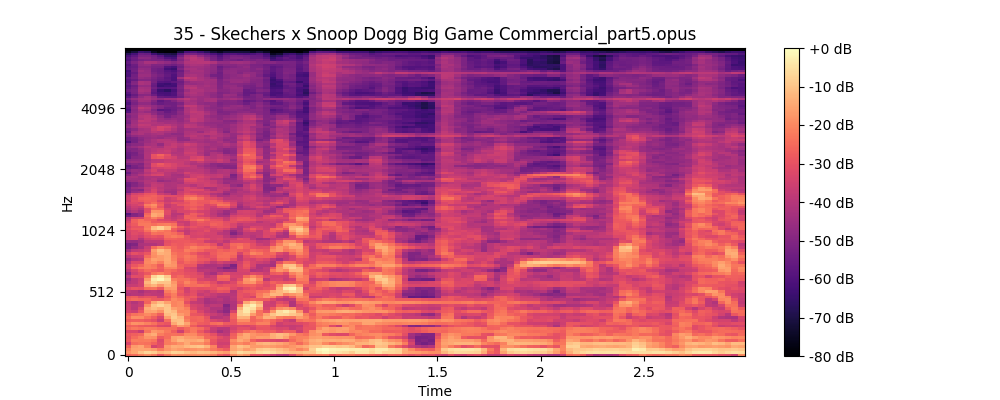 35 - Skechers x Snoop Dogg Big Game Commercial_part5.opus
Hz
4096
2048
1024
512
0
0
0.5
1
1.5
2
2.5
Time
+0 dB
-10 dB
-20 dB
-30 dB
-40 dB
-50 dB
-60 dB
-70 dB
-80 dB